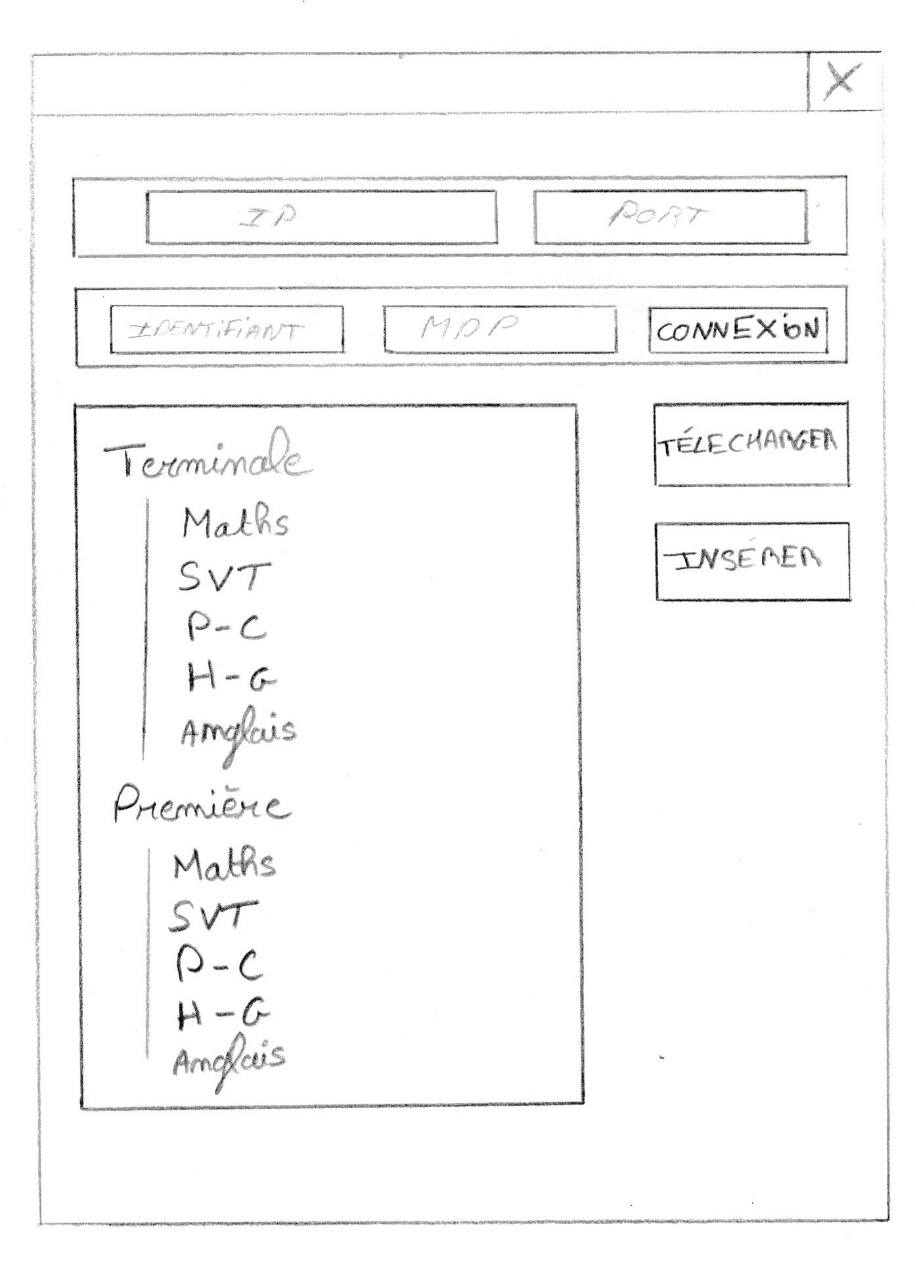 X
IP PORT
IDENTIFIANT MDP CONNEXION
TÉLECHARGER
INSÉRER
Terminale
Maths
SVT
P-C
H-G
Anglais
Première
Maths
SVT
P-C
H-G
Anglais